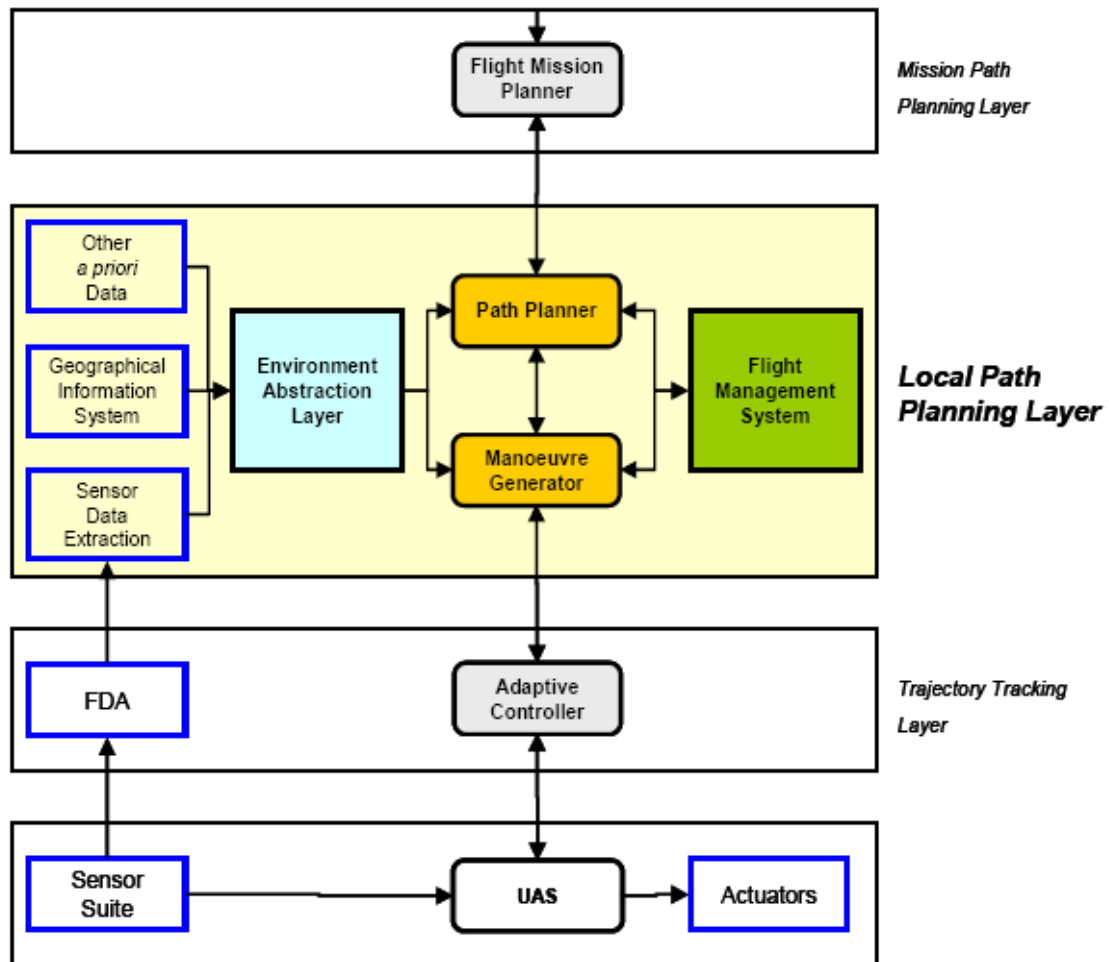 Flight Mission
Planner
Mission Path
Planning Layer
Other
a priori
Data
Geographical
Information
System
Sensor
Data
Extraction
Environment
Abstraction
Layer
Path Planner
Manoeuvre
Generator
Flight
Management
System
Local Path
Planning Layer
FDA
Adaptive
Controller
Trajectory Tracking
Layer
Sensor
Suite
UAS
Actuators